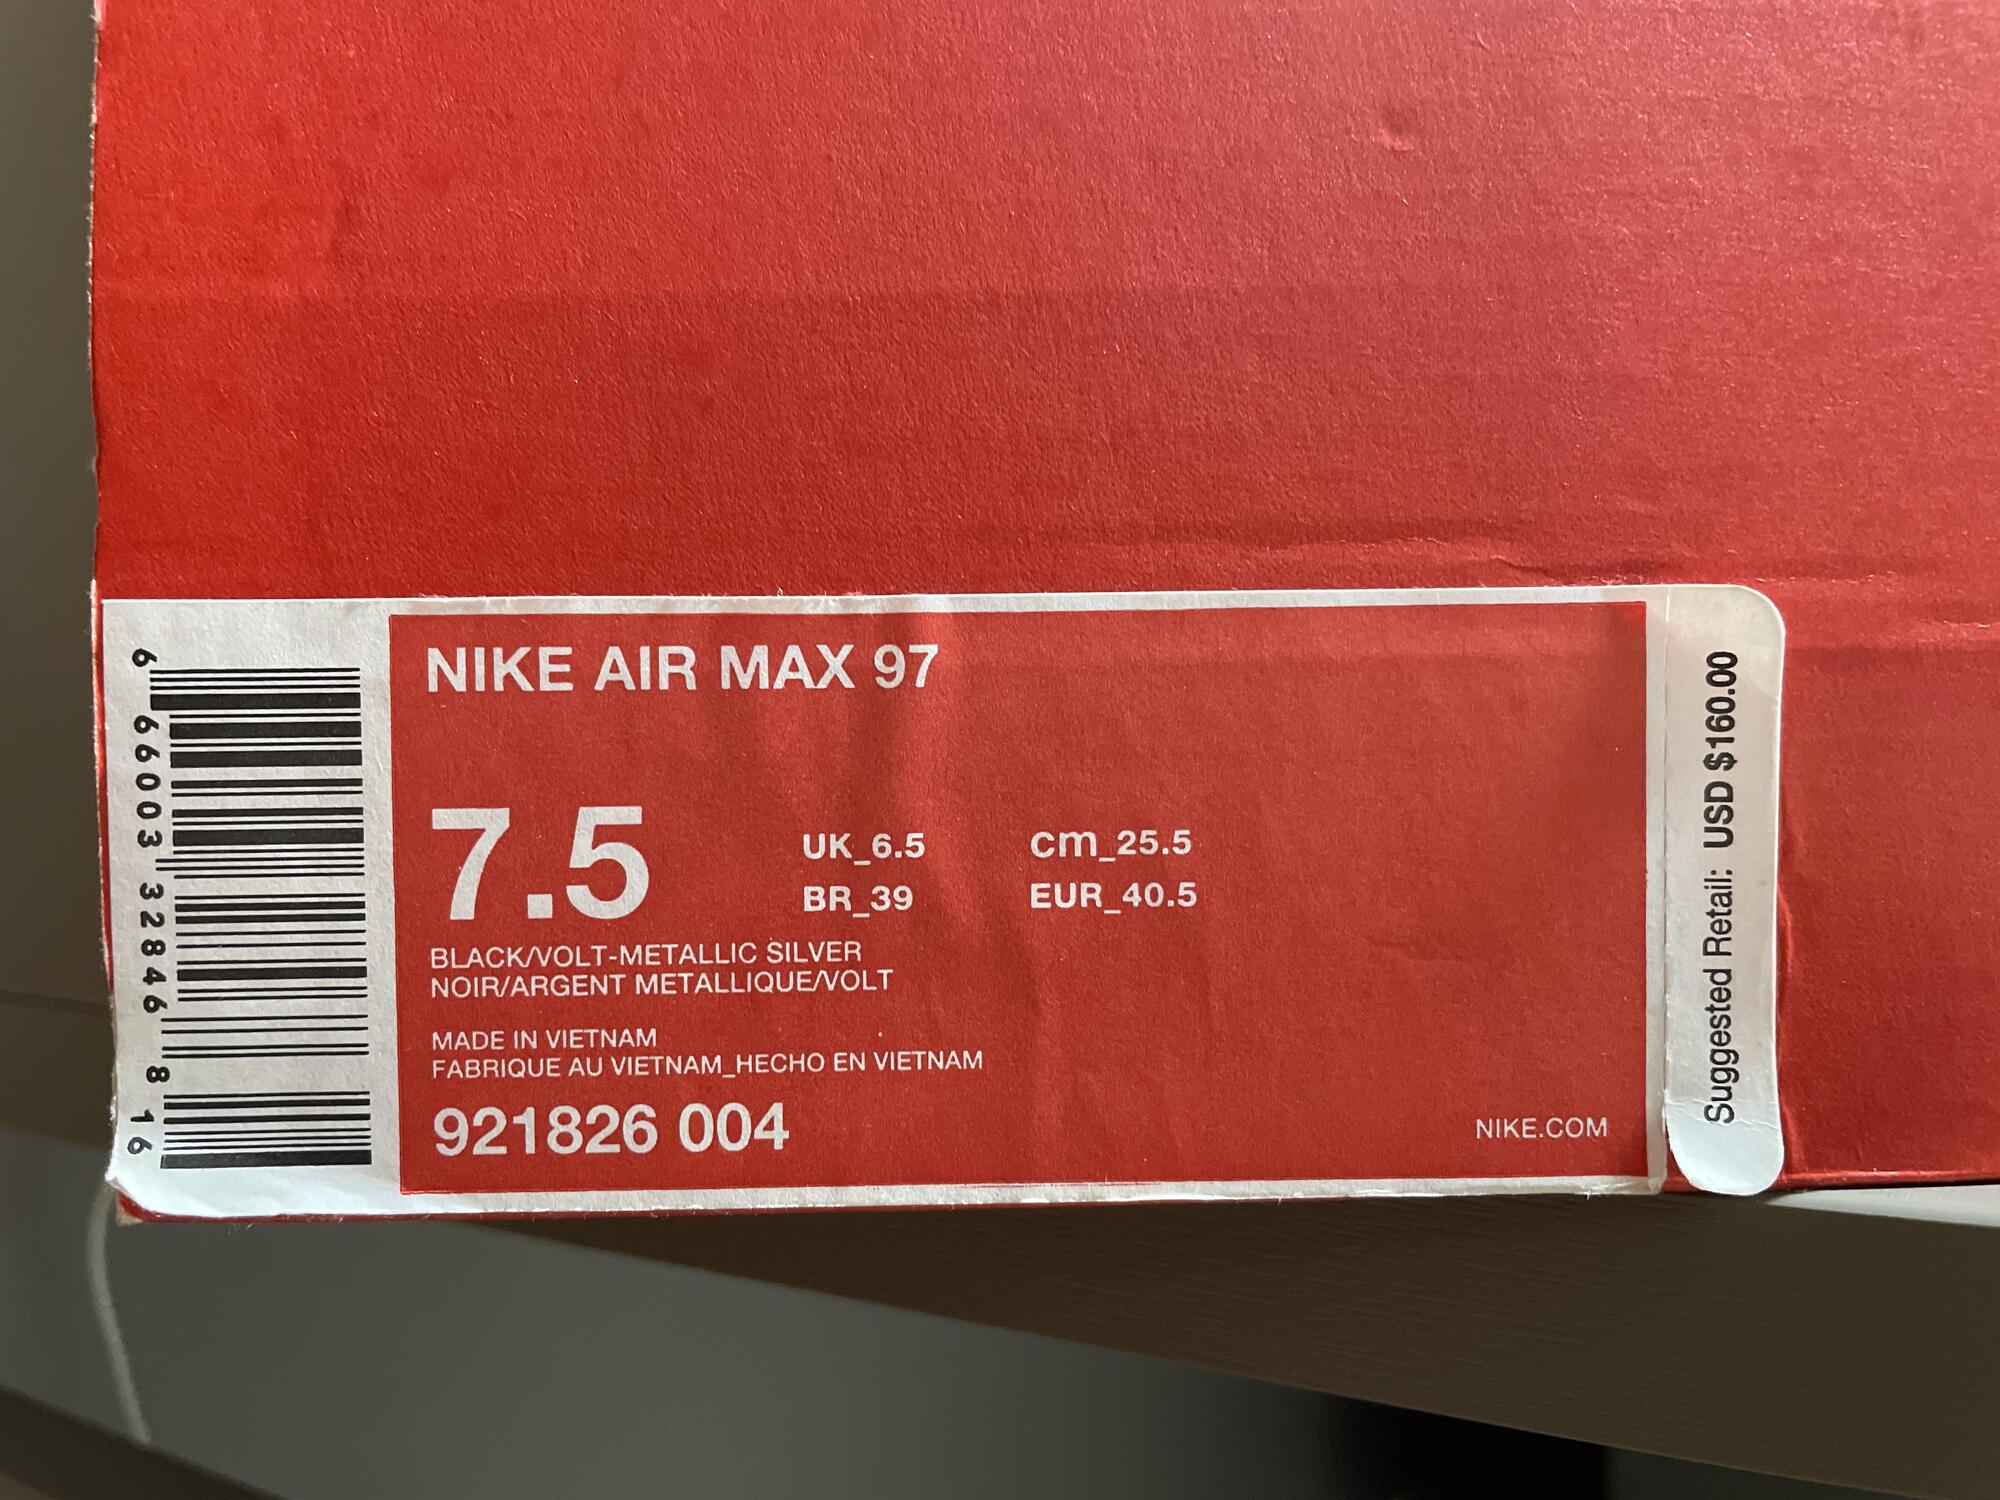 NIKE AIR MAX 97
7.5
UK_6.5 cm_25.5
BR_39 EUR_40.5
BLACK/VOLT-METALLIC SILVER
NOIR/ARGENT METALLIQUE/VOLT
MADE IN VIETNAM
FABRIQUE AU VIETNAM_HECHO EN VIETNAM
921826 004
NIKE.COM
6 66003 32846 8 16
Suggested Retail: USD $160.00